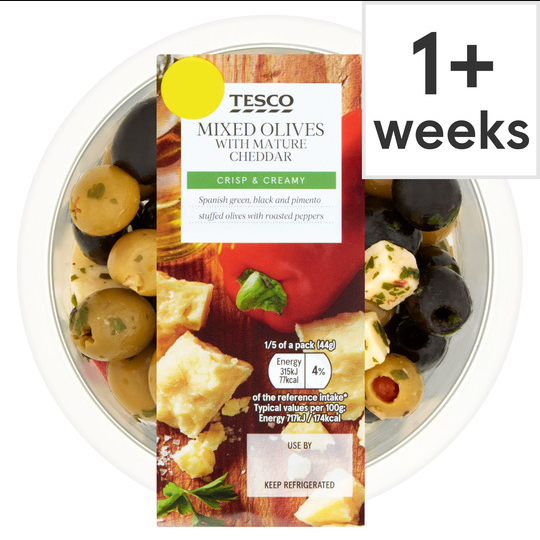 1+
weeks
TESCO
MIXED OLIVES
WITH MATURE
CHEDDAR
CRISP & CREAMY
Spanish green, black and pimento
stuffed olives with roasted peppers
1/5 of a pack (44g)
Energy
315kJ
77kcal
4%
of the reference intake*
Typical values per 100g:
Energy 717kJ / 174kcal
USE BY
KEEP REFRIGERATED